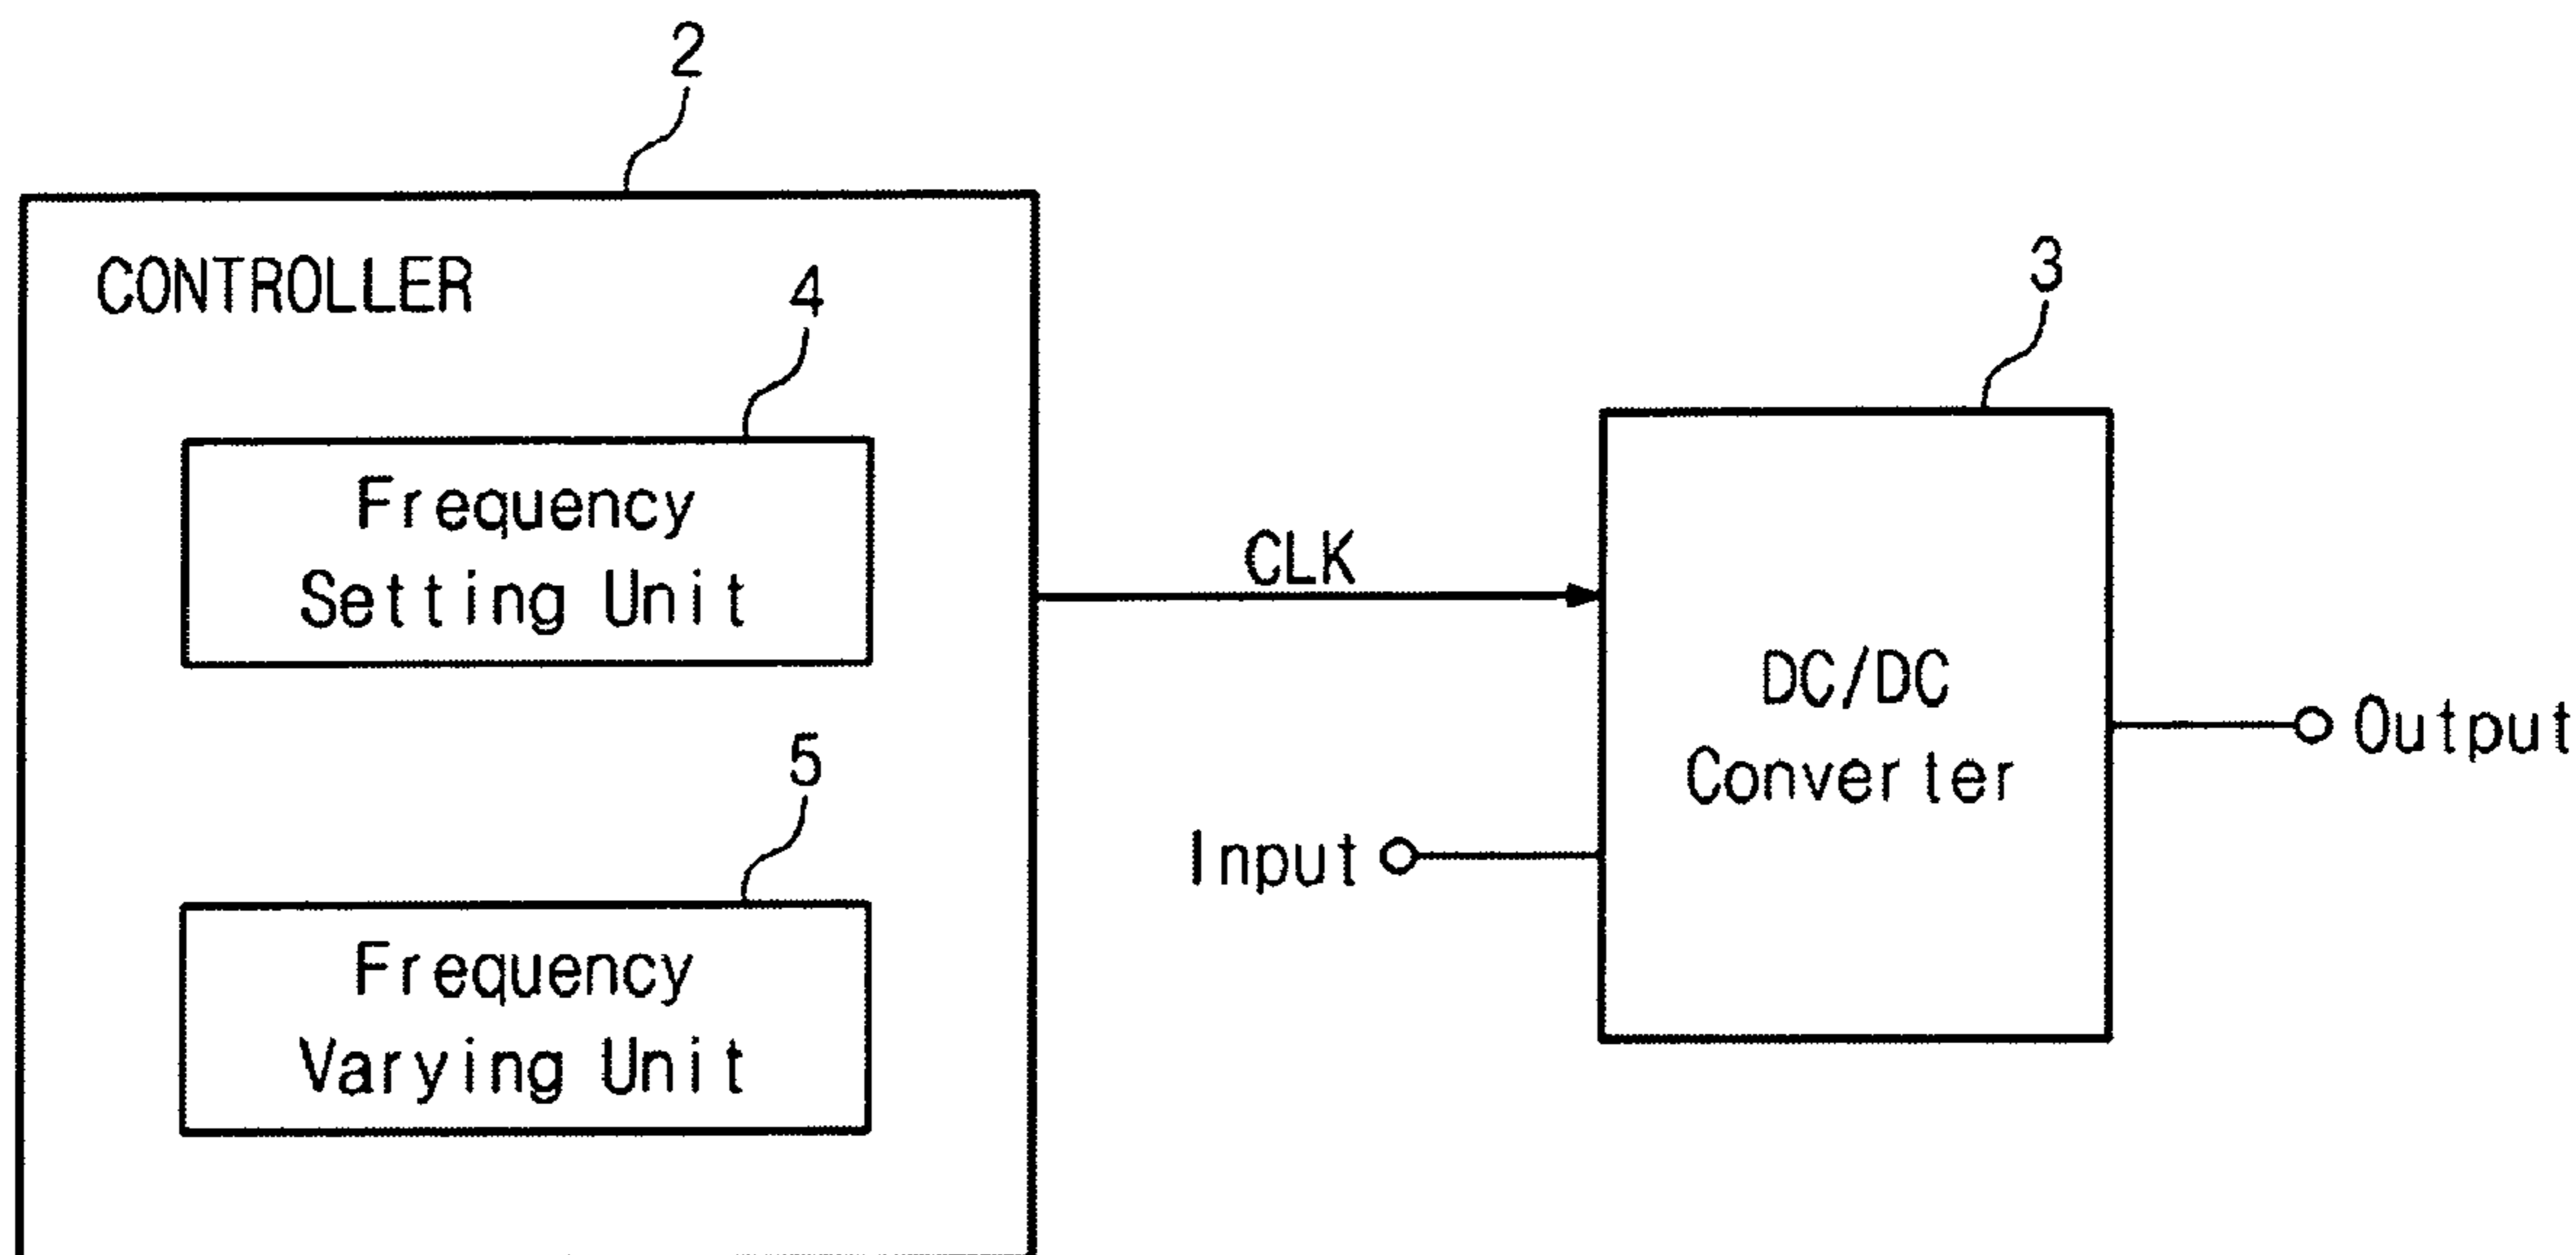 2
CONTROLLER
4
Frequency
Setting Unit
5
Frequency
Varying Unit
CLK
3
DC/DC
Converter
Input
Output